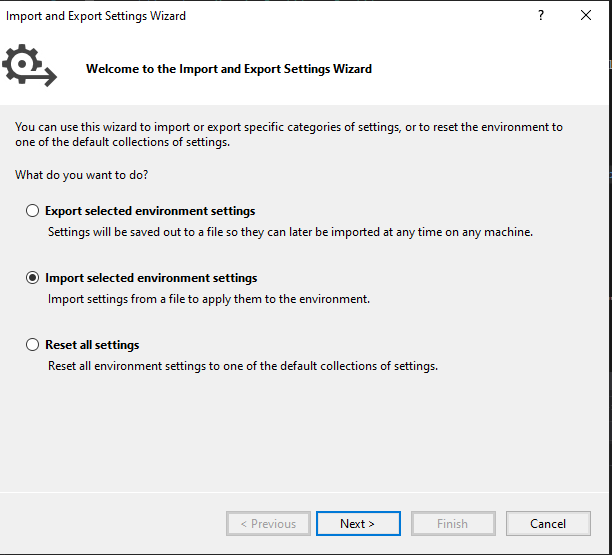 Import and Export Settings Wizard
?
Welcome to the Import and Export Settings Wizard
You can use this wizard to import or export specific categories of settings, or to reset the environment to
one of the default collections of settings.
What do you want to do?
Export selected environment settings
Settings will be saved out to a file so they can later be imported at any time on any machine.
Import selected environment settings
Import settings from a file to apply them to the environment.
Reset all settings
Reset all environment settings to one of the default collections of settings.
< Previous
Next >
Finish
Cancel